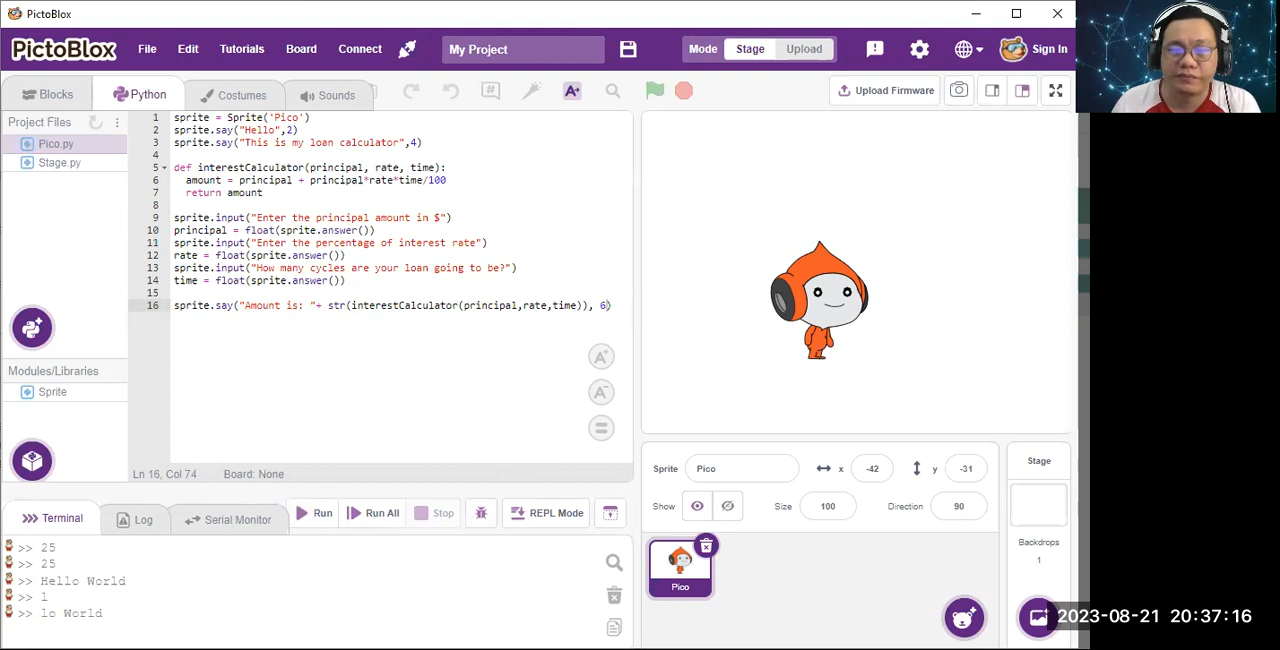 PictoBlox
PictoBlox File Edit Tutorials Board Connect My Project Mode Stage Upload Sign In
Blocks Python Costumes Sounds Upload Firmware
Project Files
Pico.py
Stage.py
Modules/Libraries
Sprite
1 sprite = Sprite('Pico')
2 sprite.say("Hello",2)
3 sprite.say("This is my loan calculator",4)
4
5 def interestCalculator(principal, rate, time):
6 amount = principal + principal*rate*time/100
7 return amount
8
9 sprite.input("Enter the principal amount in $")
10 principal = float(sprite.answer())
11 sprite.input("Enter the percentage of interest rate")
12 rate = float(sprite.answer())
13 sprite.input("How many cycles are your loan going to be?")
14 time = float(sprite.answer())
15
16 sprite.say("Amount is: "+ str(interestCalculator(principal,rate,time)), 6)
Ln 16, Col 74 Board: None
Terminal Log Serial Monitor Run Run All Stop REPL Mode
>> 25
>> 25
>> Hello World
>> l
>> lo World
Sprite Pico x -42 y -31
Show Size 100 Direction 90
Pico
Stage
Backdrops
1
2023-08-21 20:37:16